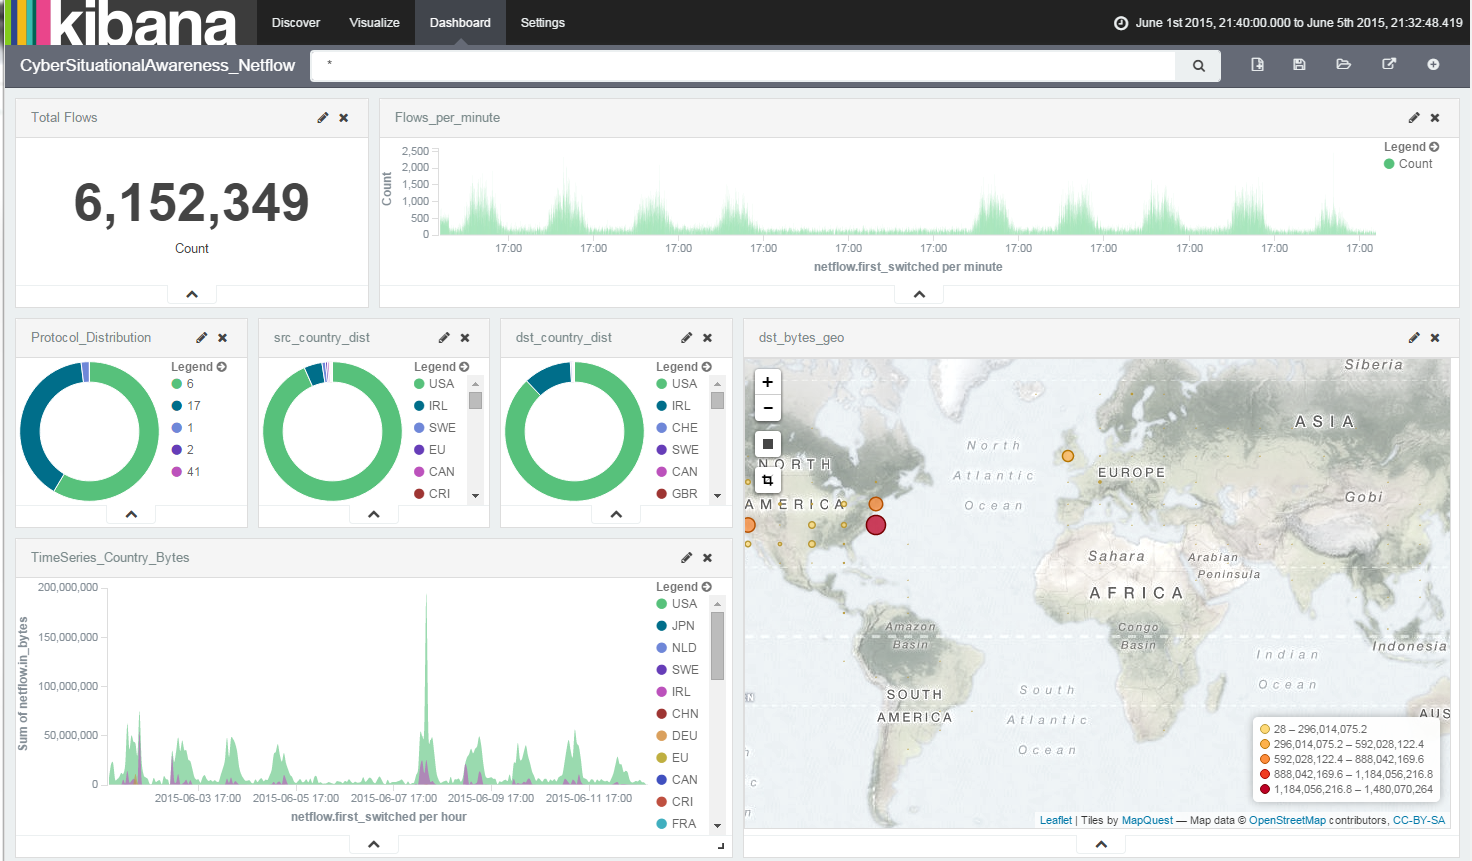 kibana
Discover
Visualize
Dashboard
Settings
June 1st 2015, 21:40:00.000 to June 5th 2015, 21:32:48.419
CyberSituationalAwareness_Netflow
*
Total Flows
6,152,349
Count
Flows_per_minute
Legend
Count
Count
2,500
2,000
1,500
1,000
500
0
17:00 17:00 17:00 17:00 17:00 17:00 17:00 17:00 17:00 17:00 17:00
netflow.first_switched per minute
Protocol_Distribution
Legend
6
17
1
2
41
src_country_dist
Legend
USA
IRL
SWE
EU
CAN
CRI
dst_country_dist
Legend
USA
IRL
CHE
SWE
CAN
GBR
dst_bytes_geo
+
−
Siberia
ASIA
North
Atlantic
Ocean
NORTH
AMERICA
EUROPE
Gobi
Sahara
Arabian
Peninsula
AFRICA
Amazon
Basin
Congo
Basin
Indonesia
Indian
Ocean
SOUTH
AMERICA
South
Atlantic
Ocean
AUS
28 – 296,014,075.2
296,014,075.2 – 592,028,122.4
592,028,122.4 – 888,042,169.6
888,042,169.6 – 1,184,056,216.8
1,184,056,216.8 – 1,480,070,264
Leaflet | Tiles by MapQuest — Map data © OpenStreetMap contributors, CC-BY-SA
TimeSeries_Country_Bytes
Sum of netflow.in_bytes
200,000,000
150,000,000
100,000,000
50,000,000
0
2015-06-03 17:00 2015-06-05 17:00 2015-06-07 17:00 2015-06-09 17:00 2015-06-11 17:00
netflow.first_switched per hour
Legend
USA
JPN
NLD
SWE
IRL
CHN
DEU
EU
CAN
CRI
FRA